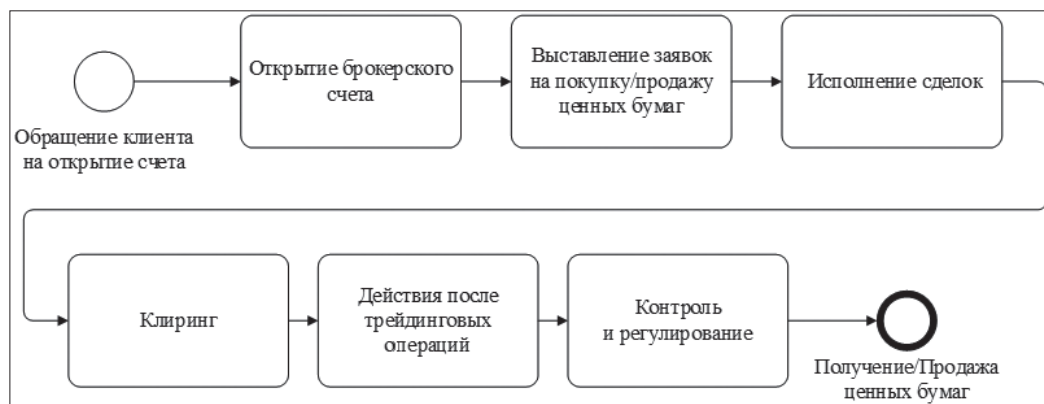 Обращение клиента
на открытие счета
Открытие брокерского
счета
Выставление заявок
на покупку/продажу
ценных бумаг
Исполнение сделок
Клиринг
Действия после
трейдинговых
операций
Контроль
и регулирование
Получение/Продажа
ценных бумаг